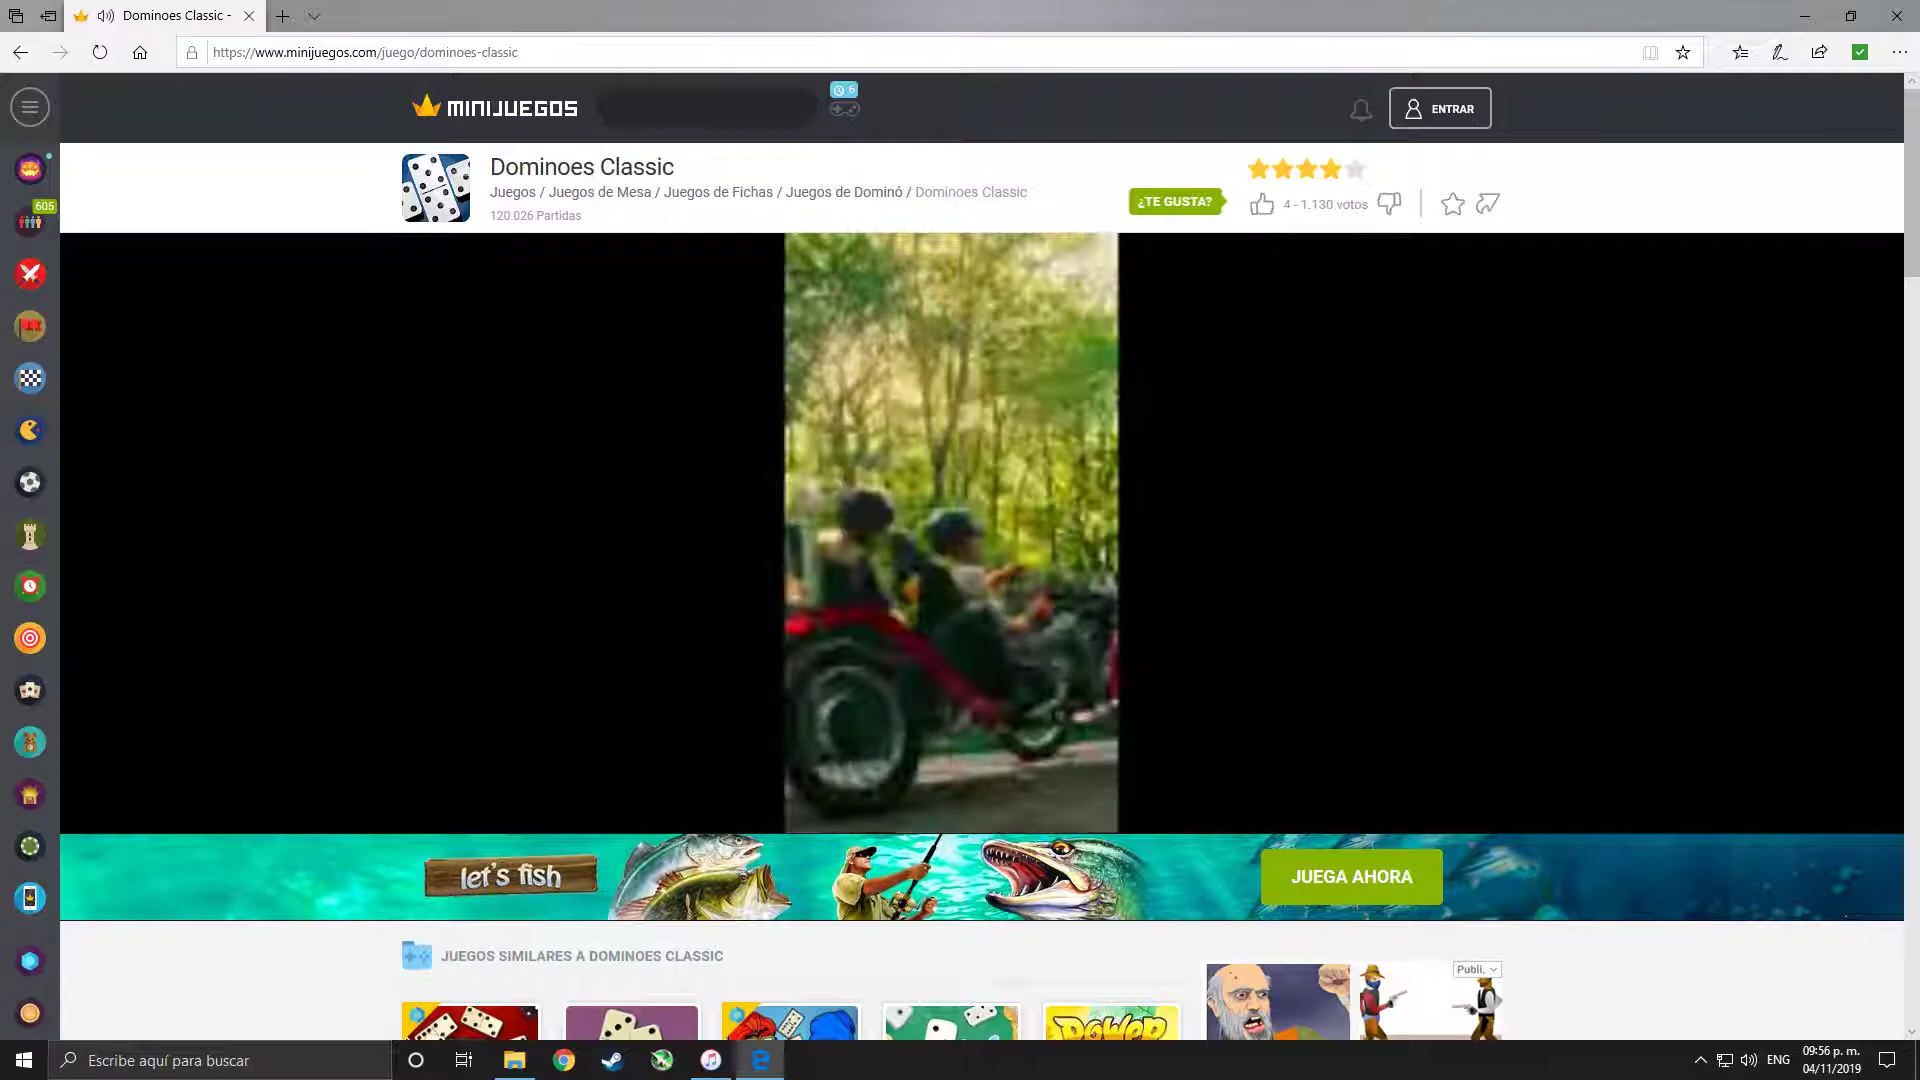 Dominoes Classic -
https://www.minijuegos.com/juego/dominoes-classic
MINIJUEGOS
6
ENTRAR
605
Dominoes Classic
Juegos / Juegos de Mesa / Juegos de Fichas / Juegos de Dominó / Dominoes Classic
120.026 Partidas
¿TE GUSTA?
4 - 1.130 votos
let's fish
JUEGA AHORA
JUEGOS SIMILARES A DOMINOES CLASSIC
Publi.
POWER
Escribe aquí para buscar
ENG
09:56 p. m.
04/11/2019